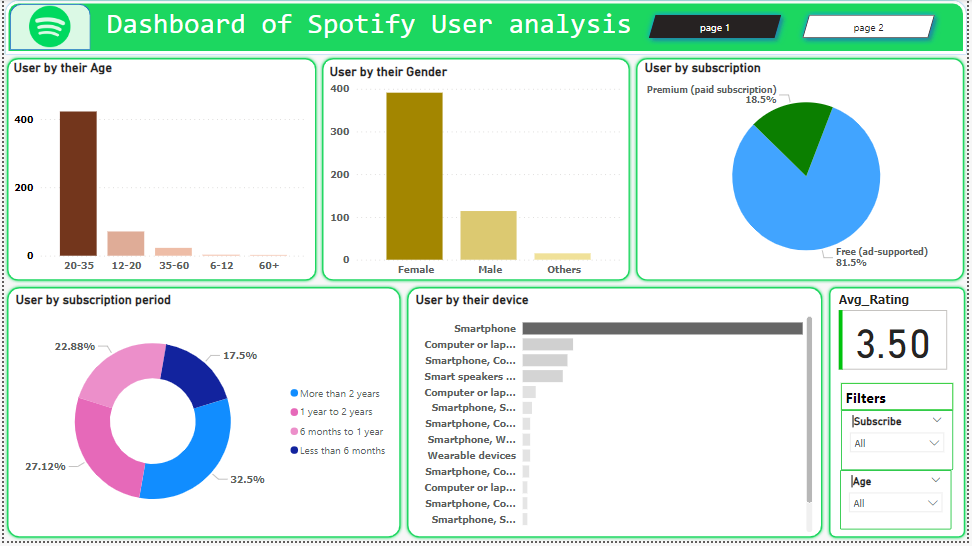 Dashboard of Spotify User analysis
page 1
page 2
User by their Age
400
200
0
20-35
12-20
35-60
6-12
60+
User by their Gender
400
300
200
100
0
Female
Male
Others
User by subscription
Premium (paid subscription)
18.5%
Free (ad-supported)
81.5%
User by subscription period
22.88%
17.5%
27.12%
32.5%
More than 2 years
1 year to 2 years
6 months to 1 year
Less than 6 months
User by their device
Smartphone
Computer or lap...
Smartphone, Co...
Smart speakers ...
Computer or lap...
Smartphone, S...
Smartphone, Co...
Smartphone, W...
Wearable devices
Smartphone, Co...
Computer or lap...
Smartphone, Co...
Smartphone, S...
Avg_Rating
3.50
Filters
|Subscribe
All
|Age
All